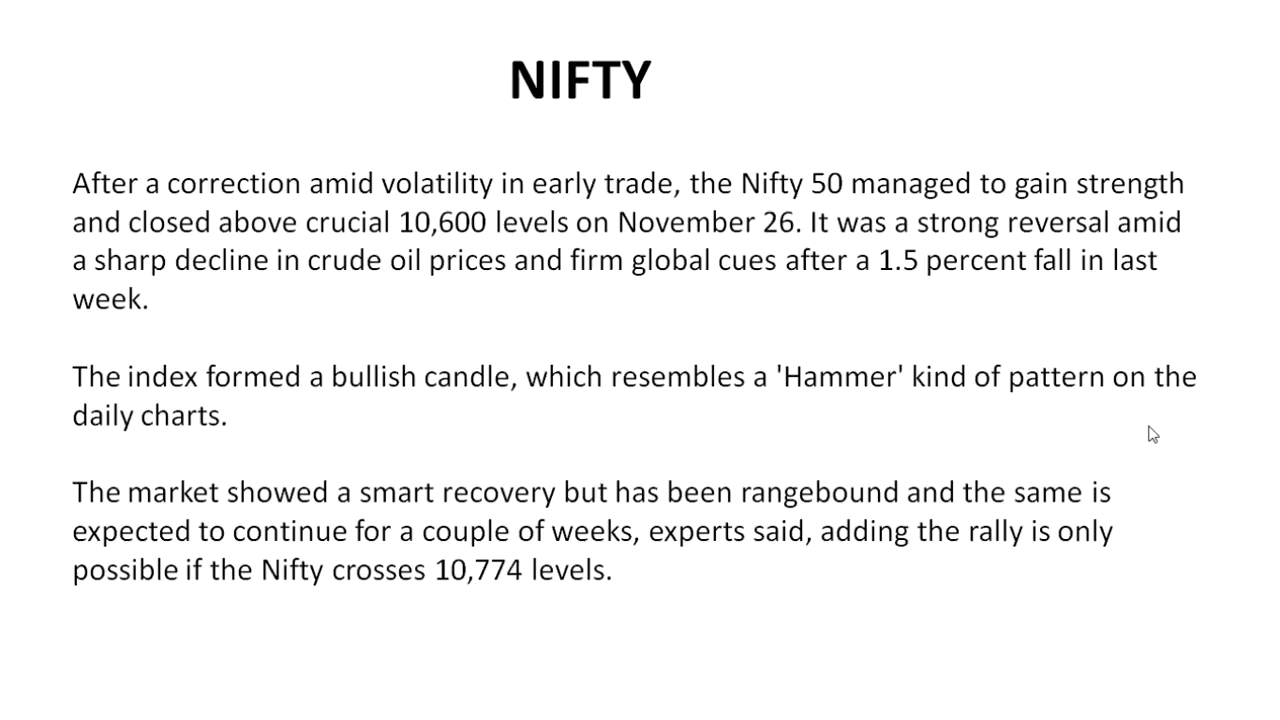 NIFTY
After a correction amid volatility in early trade, the Nifty 50 managed to gain strength
and closed above crucial 10,600 levels on November 26. It was a strong reversal amid
a sharp decline in crude oil prices and firm global cues after a 1.5 percent fall in last
week.
The index formed a bullish candle, which resembles a 'Hammer' kind of pattern on the
daily charts.
The market showed a smart recovery but has been rangebound and the same is
expected to continue for a couple of weeks, experts said, adding the rally is only
possible if the Nifty crosses 10,774 levels.